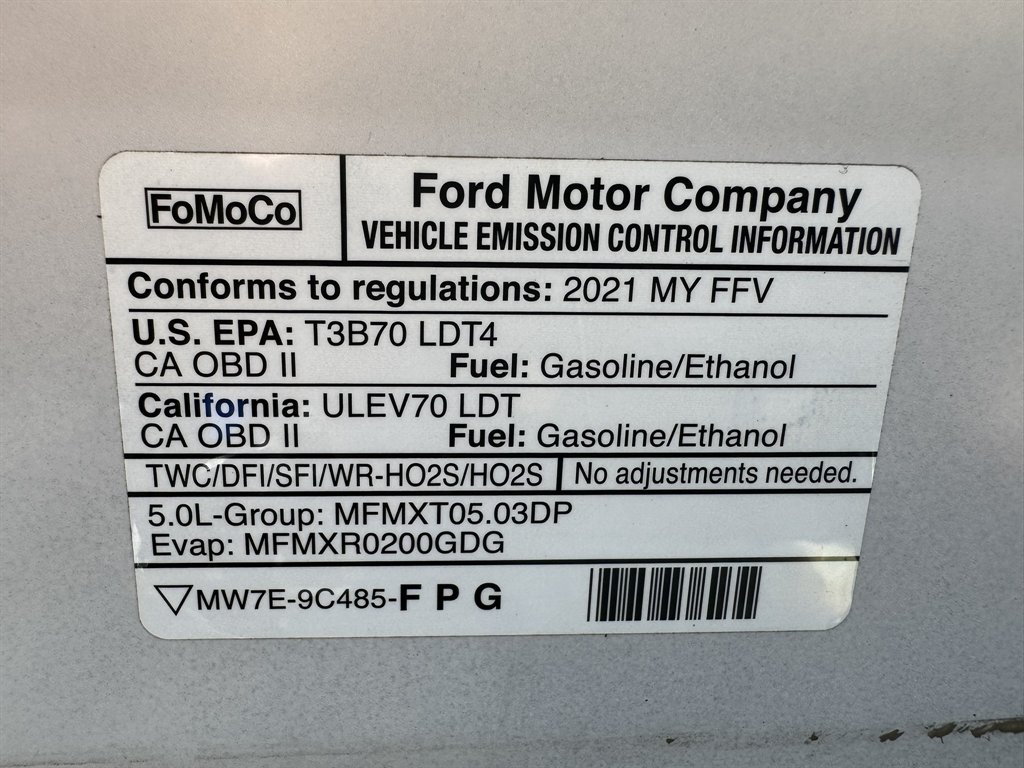 FoMoCo
Ford Motor Company
VEHICLE EMISSION CONTROL INFORMATION
Conforms to regulations: 2021 MY FFV
U.S. EPA: T3B70 LDT4
CA OBD II Fuel: Gasoline/Ethanol
California: ULEV70 LDT
CA OBD II Fuel: Gasoline/Ethanol
TWC/DFI/SFI/WR-HO2S/HO2S No adjustments needed.
5.0L-Group: MFMXT05.03DP
Evap: MFMXR0200GDG
MW7E-9C485-F P G